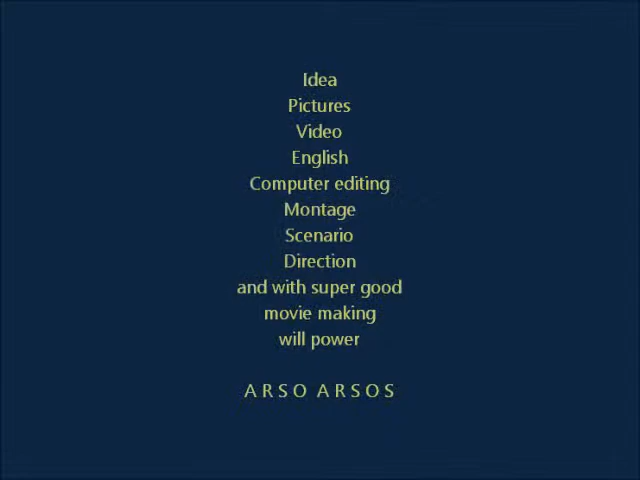 Idea
Pictures
Video
English
Computer editing
Montage
Scenario
Direction
and with super good
movie making
will power
A R S O  A R S O S